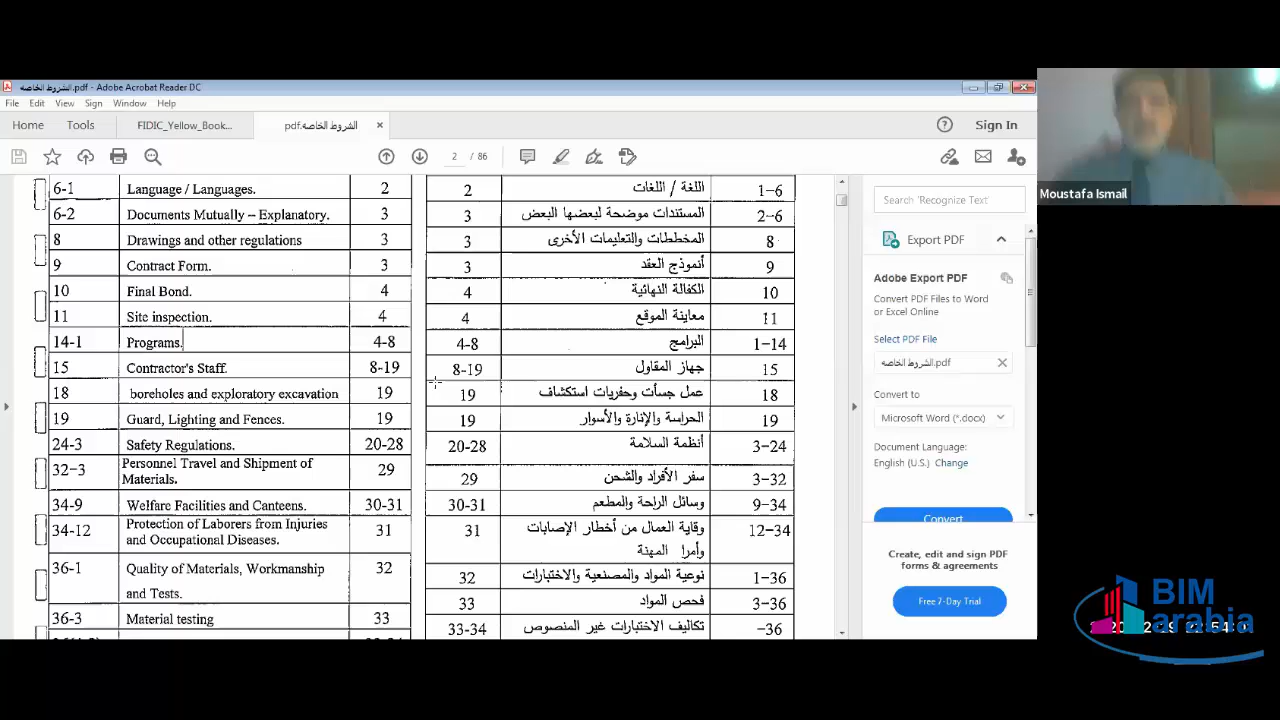 الشروط الخاصه.pdf - Adobe Acrobat Reader DC
File Edit View Sign Window Help
Home Tools FIDIC_Yellow_Book... الشروط الخاصه.pdf × Sign In
2 / 86
6-1 Language / Languages. 2
6-2 Documents Mutually – Explanatory. 3
8 Drawings and other regulations 3
9 Contract Form. 3
10 Final Bond. 4
11 Site inspection. 4
14-1 Programs. 4-8
15 Contractor's Staff. 8-19
18 boreholes and exploratory excavation 19
19 Guard, Lighting and Fences. 19
24-3 Safety Regulations. 20-28
32-3 Personnel Travel and Shipment of
Materials. 29
34-9 Welfare Facilities and Canteens. 30-31
34-12 Protection of Laborers from Injuries
and Occupational Diseases. 31
36-1 Quality of Materials, Workmanship
and Tests. 32
36-3 Material testing 33
1-6 اللغة / اللغات 2
2-6 المستندات موضحة لبعضها البعض 3
8 المخططات والتعليمات الأخرى 3
9 أنموذج العقد 3
10 الكفالة النهائية 4
11 معاينة الموقع 4
1-14 البرامج 4-8
15 جهاز المقاول 8-19
18 عمل جسأت وحفريات استكشاف 19
19 الحراسة والإنارة والأسوار 19
3-24 أنظمة السلامة 20-28
3-32 سفر الأفراد والشحن 29
9-34 وسائل الراحة والمطعم 30-31
12-34 وقاية العمال من أخطار الإصابات 31
وأمرا المهنة
1-36 نوعية المواد والمصنعية والاختبارات 32
3-36 فحص المواد 33
-36 تكاليف الاختبارات غير المنصوص 33-34
Search 'Recognize Text'
Export PDF
Adobe Export PDF
Convert PDF Files to Word
or Excel Online
Select PDF File
الشروط الخاصه.pdf ×
Convert to
Microsoft Word (*.docx)
Document Language:
English (U.S.) Change
Convert
Create, edit and sign PDF
forms & agreements
Free 7-Day Trial
Moustafa Ismail
BIM
arabia